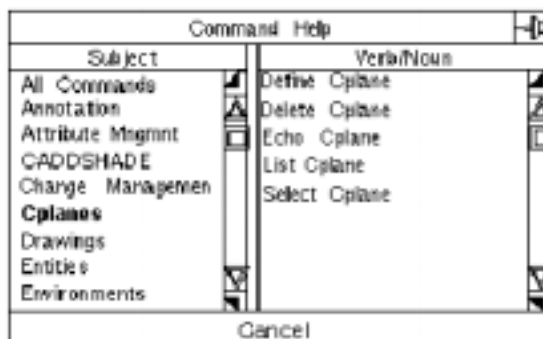 Command Help
Subject
All Commands
Annotation
Attribute Mngmnt
CADDSHADE
Change Managemen
Cplanes
Drawings
Entities
Environments
Verb/Noun
Define Cplane
Delete Cplane
Echo Cplane
List Cplane
Select Cplane
Cancel